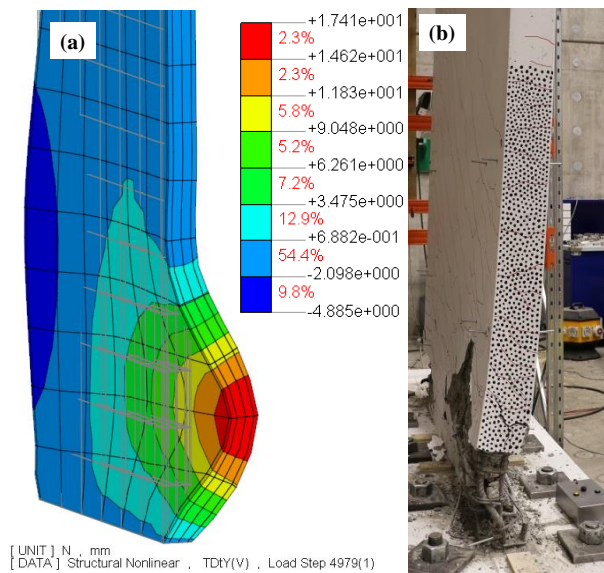 (a)
+1.741e+001
2.3%
+1.462e+001
2.3%
+1.183e+001
5.8%
+9.048e+000
5.2%
+6.261e+000
7.2%
+3.475e+000
12.9%
+6.882e-001
54.4%
-2.098e+000
9.8%
-4.885e+000
[ UNIT ] N , mm
[ DATA ] Structural Nonlinear , TDtY(V) , Load Step 4979(1)
(b)